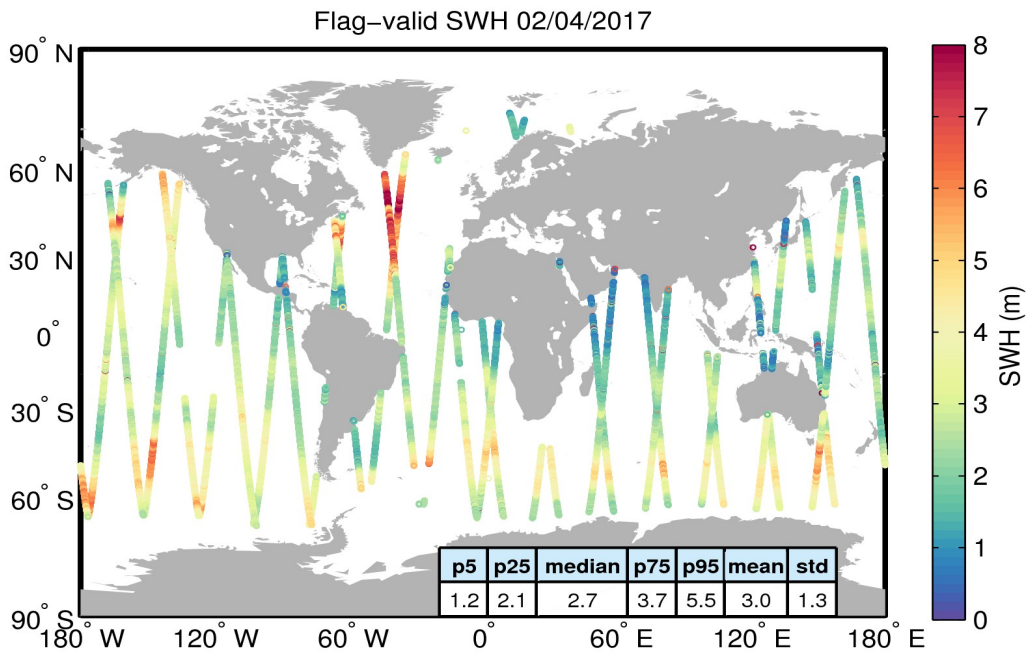 Flag−valid SWH 02/04/2017
90° N
60° N
30° N
0°
30° S
60° S
90° S
180° W
120° W
60° W
0°
60° E
120° E
180° E
p5 p25 median p75 p95 mean std
1.2 2.1 2.7 3.7 5.5 3.0 1.3
8
7
6
5
4
3
2
1
0
SWH (m)